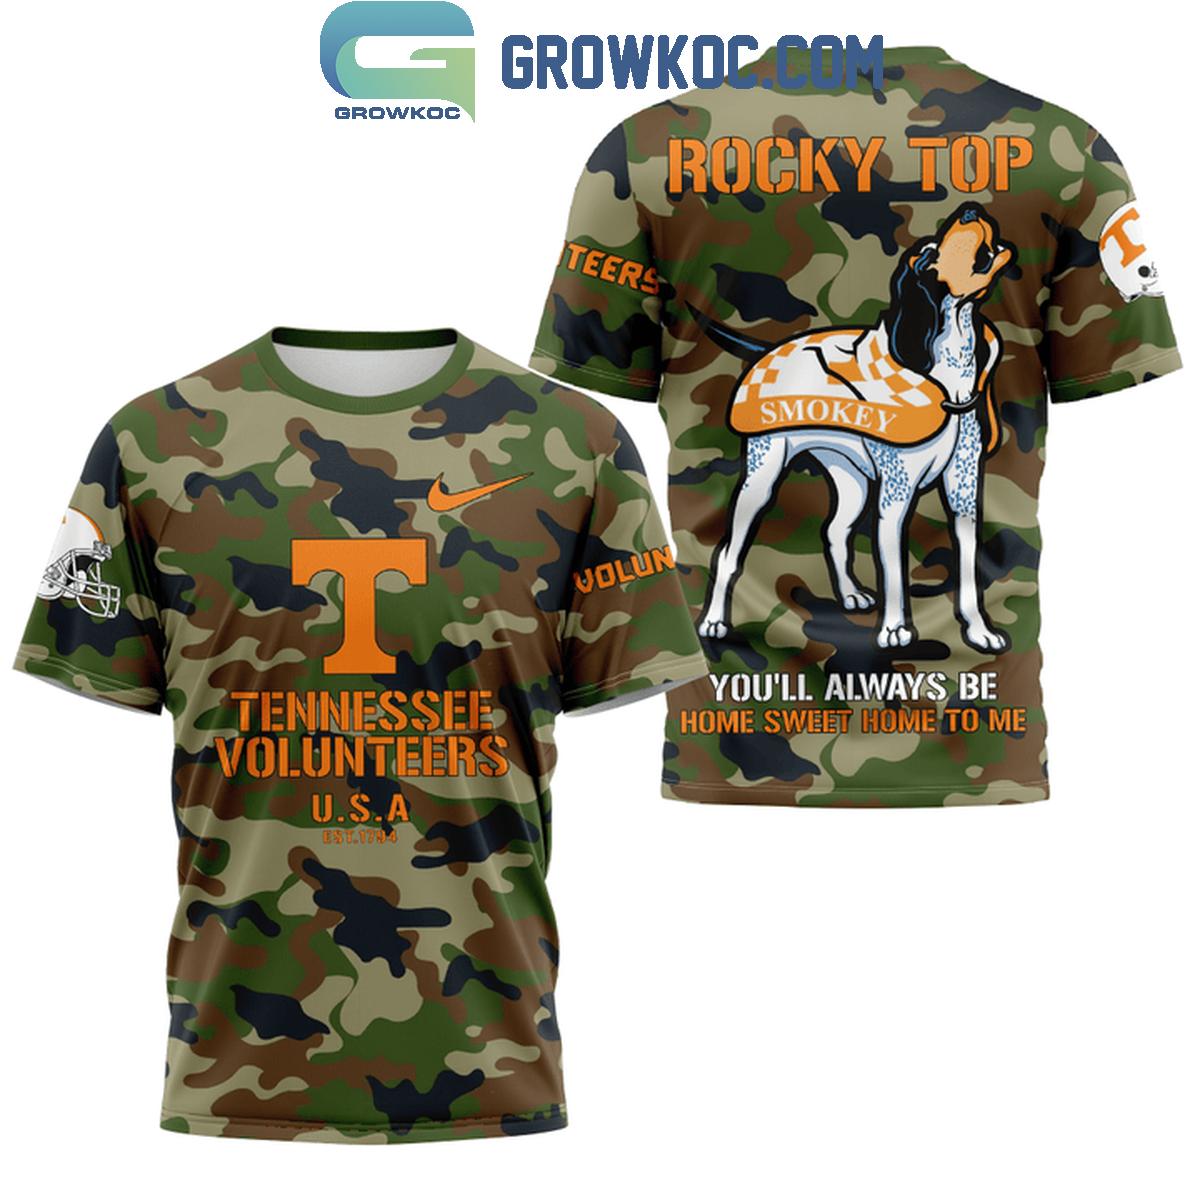 GROWKOC
GROWKOC.COM
ROCKY TOP
TEERS
SMOKEY
YOU'LL ALWAYS BE
HOME SWEET HOME TO ME
T
VOLUN
T
TENNESSEE
VOLUNTEERS
U.S.A
EST.1794